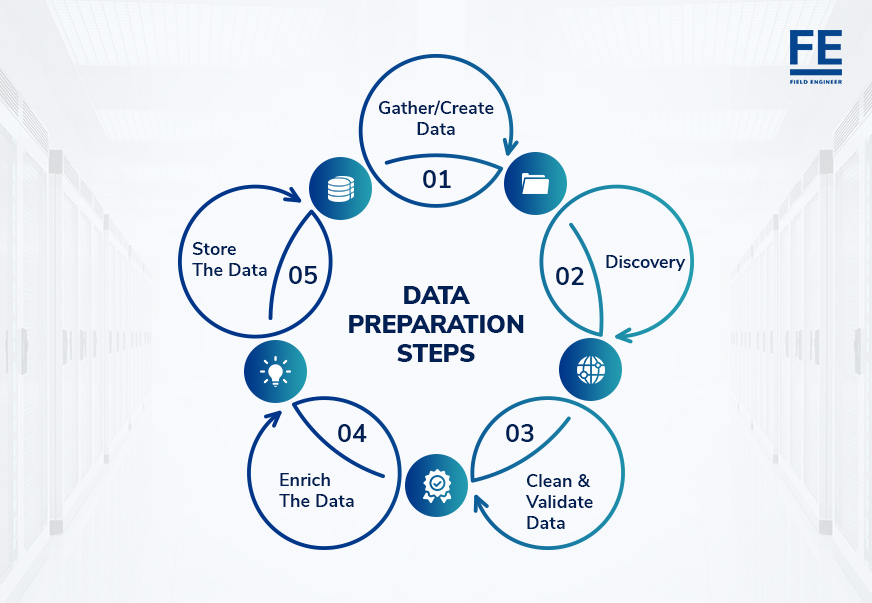 FE
FIELD ENGINEER
Gather/Create
Data
01
02
Discovery
03
Clean &
Validate
Data
04
Enrich
The Data
05
Store
The Data
DATA
PREPARATION
STEPS